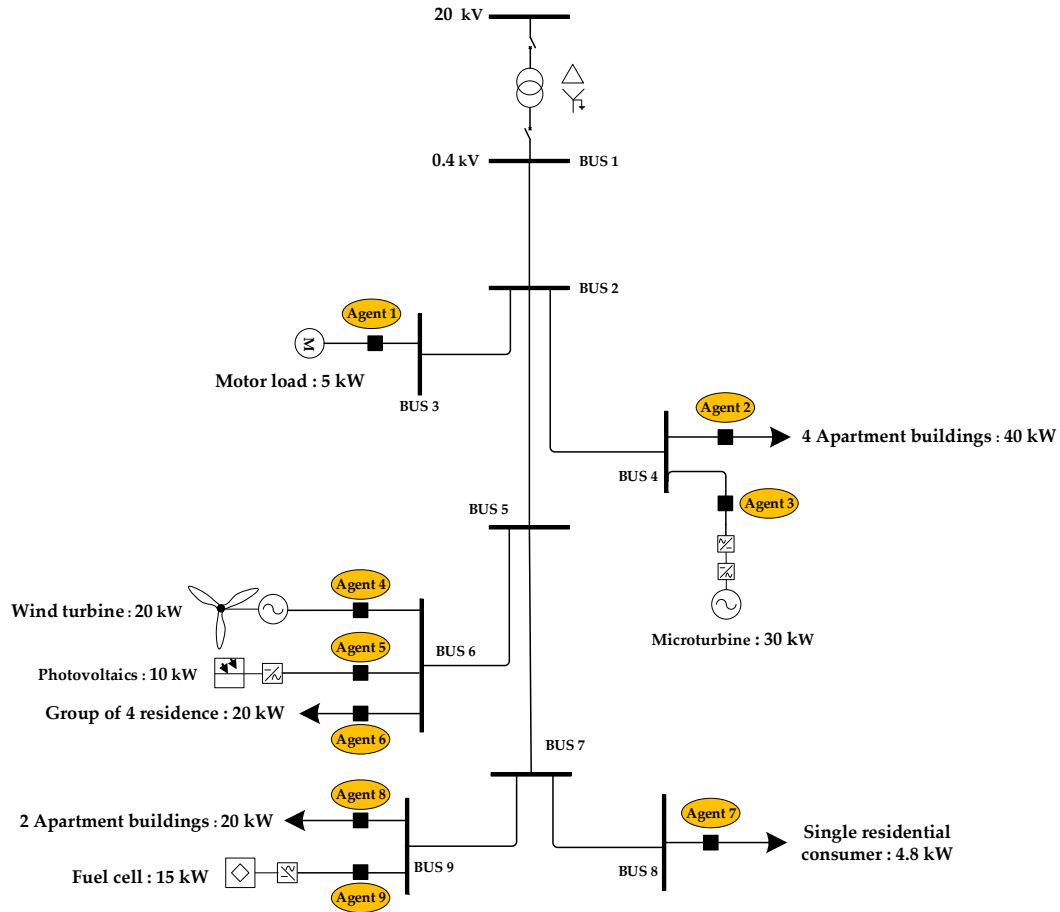 20 kV
0.4 kV
BUS 1
BUS 2
Agent 1
M
Motor load : 5 kW
BUS 3
Agent 2
4 Apartment buildings : 40 kW
BUS 4
Agent 3
Microturbine : 30 kW
BUS 5
Agent 4
Wind turbine : 20 kW
Agent 5
BUS 6
Photovoltaics : 10 kW
Group of 4 residence : 20 kW
Agent 6
BUS 7
Agent 8
2 Apartment buildings : 20 kW
Agent 7
Single residential
consumer : 4.8 kW
BUS 8
BUS 9
Fuel cell : 15 kW
Agent 9